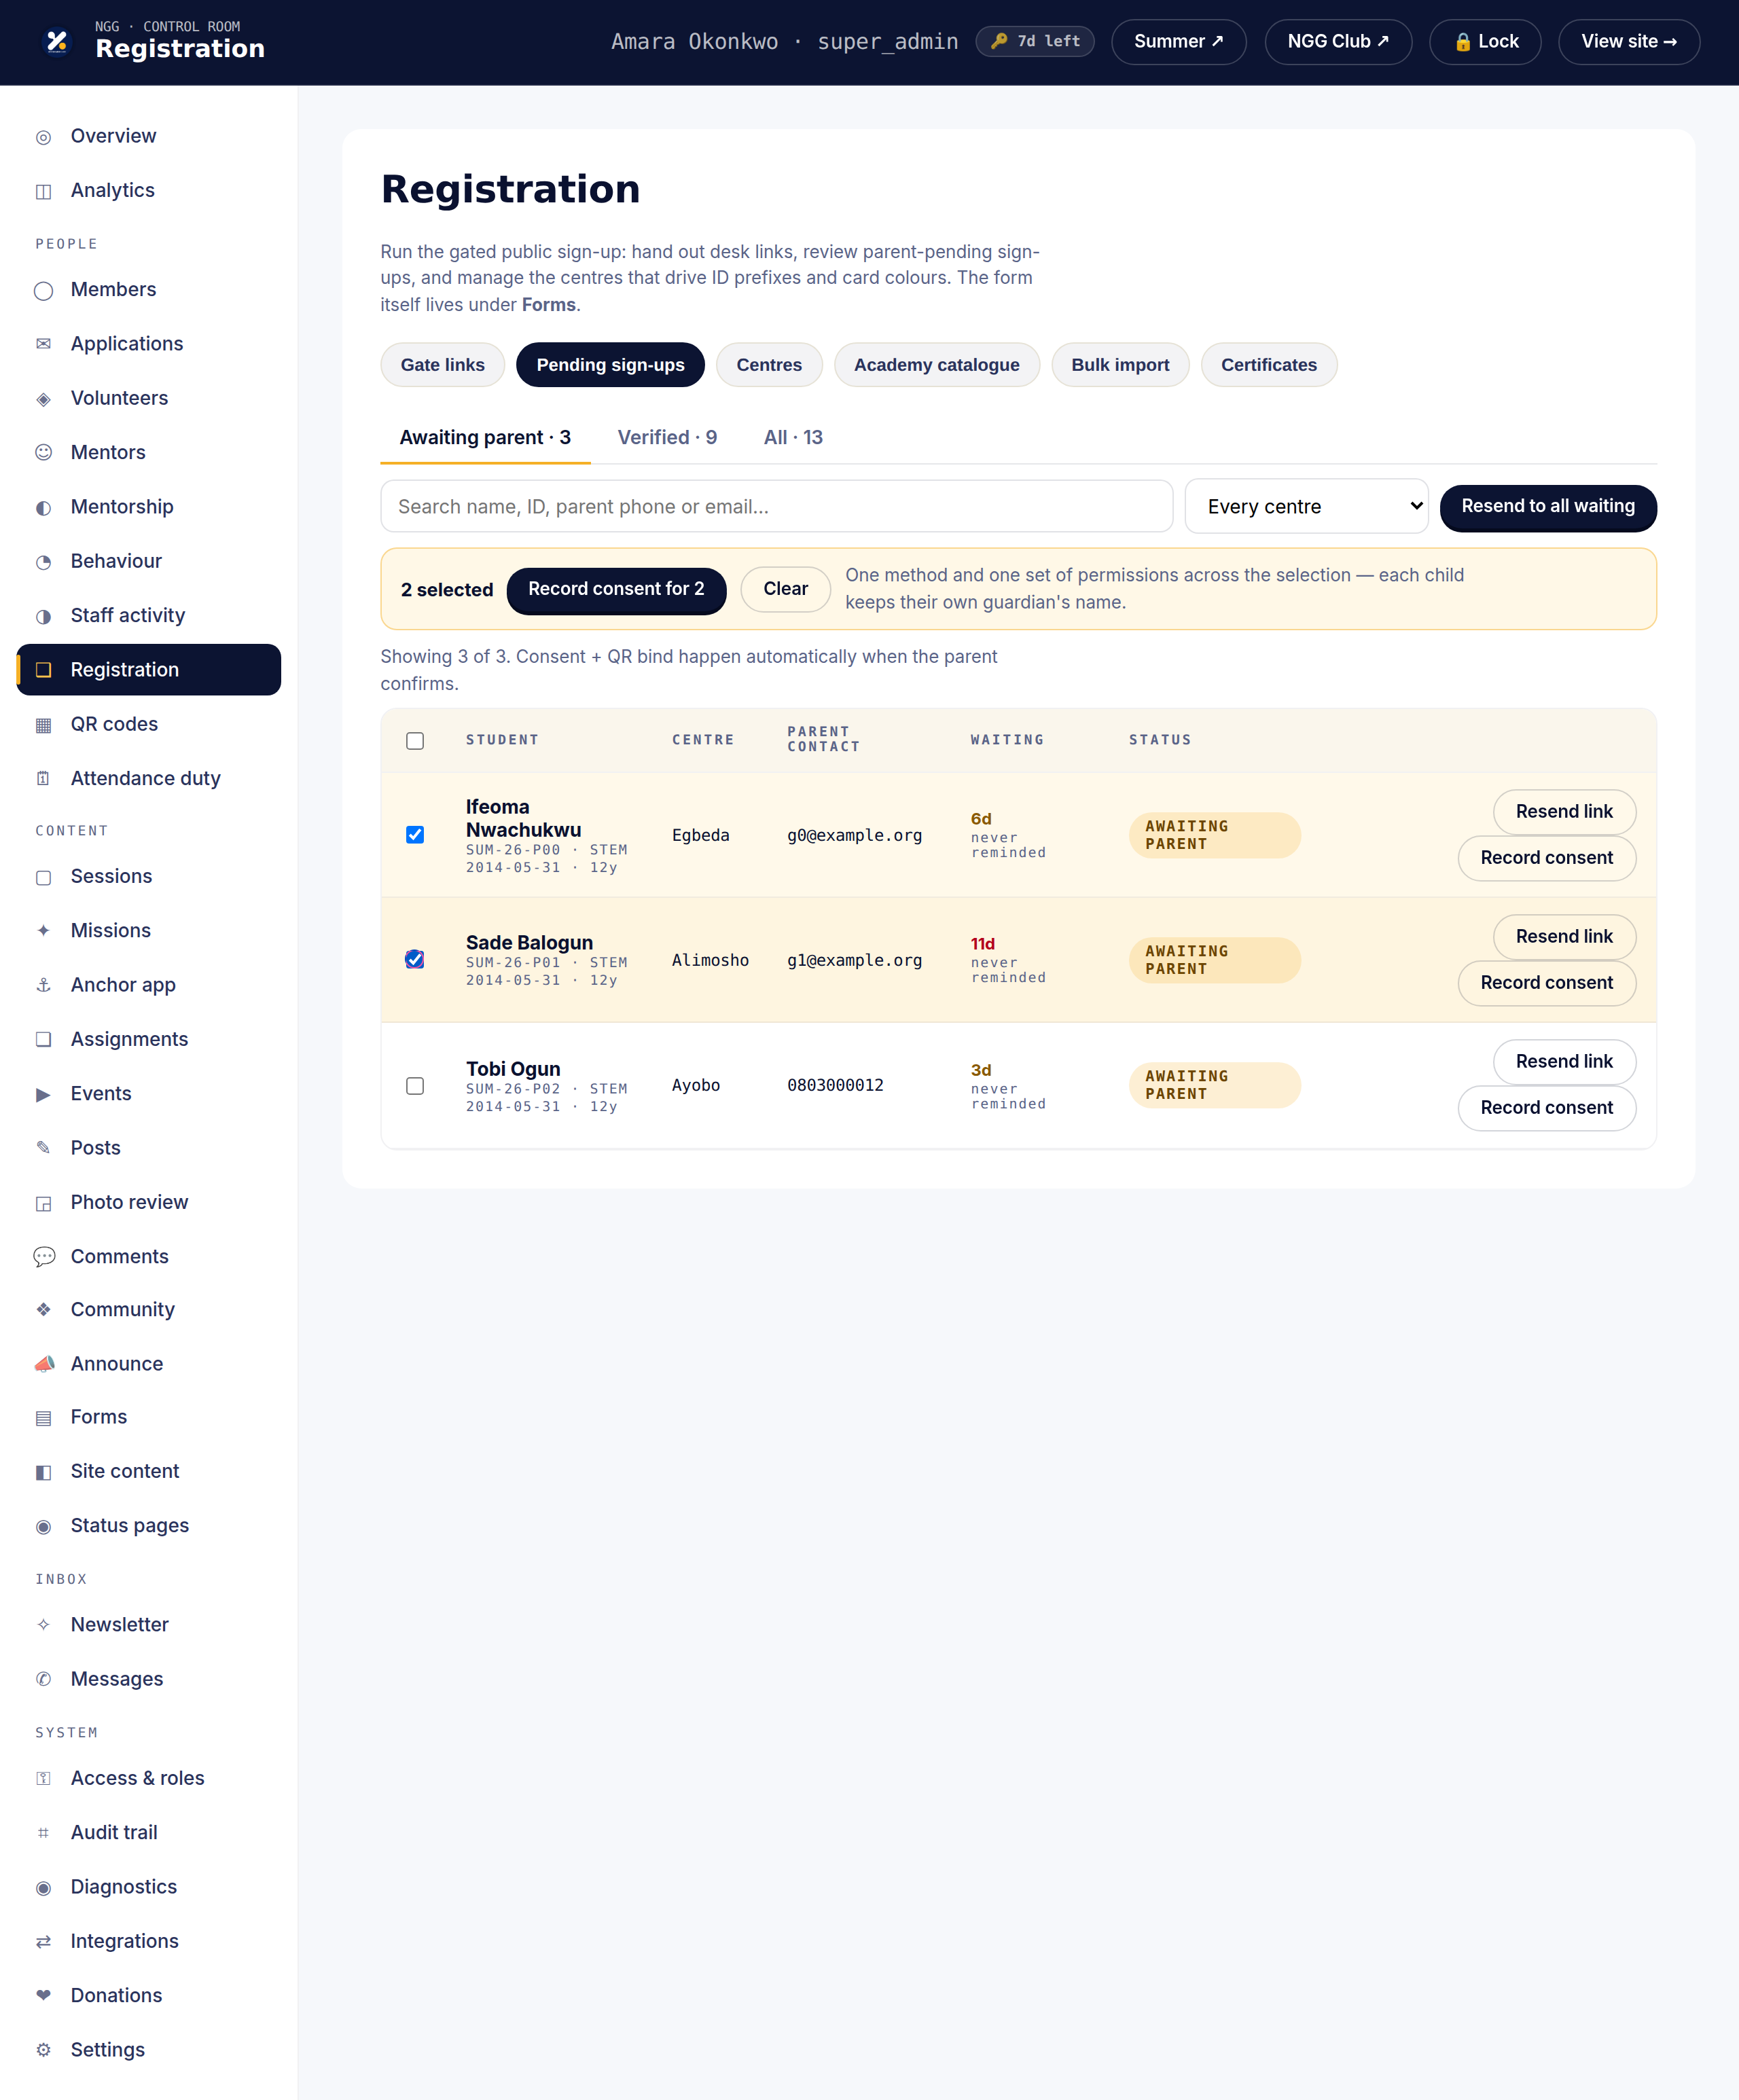 NGG · CONTROL ROOM
Registration
Amara Okonkwo · super_admin
7d left
Summer ↗
NGG Club ↗
Lock
View site →
Overview
Analytics
PEOPLE
Members
Applications
Volunteers
Mentors
Mentorship
Behaviour
Staff activity
Registration
QR codes
Attendance duty
CONTENT
Sessions
Missions
Anchor app
Assignments
Events
Posts
Photo review
Comments
Community
Announce
Forms
Site content
Status pages
INBOX
Newsletter
Messages
SYSTEM
Access & roles
Audit trail
Diagnostics
Integrations
Donations
Settings
Registration
Run the gated public sign-up: hand out desk links, review parent-pending sign-
ups, and manage the centres that drive ID prefixes and card colours. The form
itself lives under Forms.
Gate links
Pending sign-ups
Centres
Academy catalogue
Bulk import
Certificates
Awaiting parent · 3
Verified · 9
All · 13
Search name, ID, parent phone or email...
Every centre
Resend to all waiting
2 selected
Record consent for 2
Clear
One method and one set of permissions across the selection — each child
keeps their own guardian's name.
Showing 3 of 3. Consent + QR bind happen automatically when the parent
confirms.
STUDENT
CENTRE
PARENT
CONTACT
WAITING
STATUS
Ifeoma
Nwachukwu
SUM-26-P00 · STEM
2014-05-31 · 12y
Egbeda
g0@example.org
6d
never
reminded
AWAITING
PARENT
Resend link
Record consent
Sade Balogun
SUM-26-P01 · STEM
2014-05-31 · 12y
Alimosho
g1@example.org
11d
never
reminded
AWAITING
PARENT
Resend link
Record consent
Tobi Ogun
SUM-26-P02 · STEM
2014-05-31 · 12y
Ayobo
0803000012
3d
never
reminded
AWAITING
PARENT
Resend link
Record consent